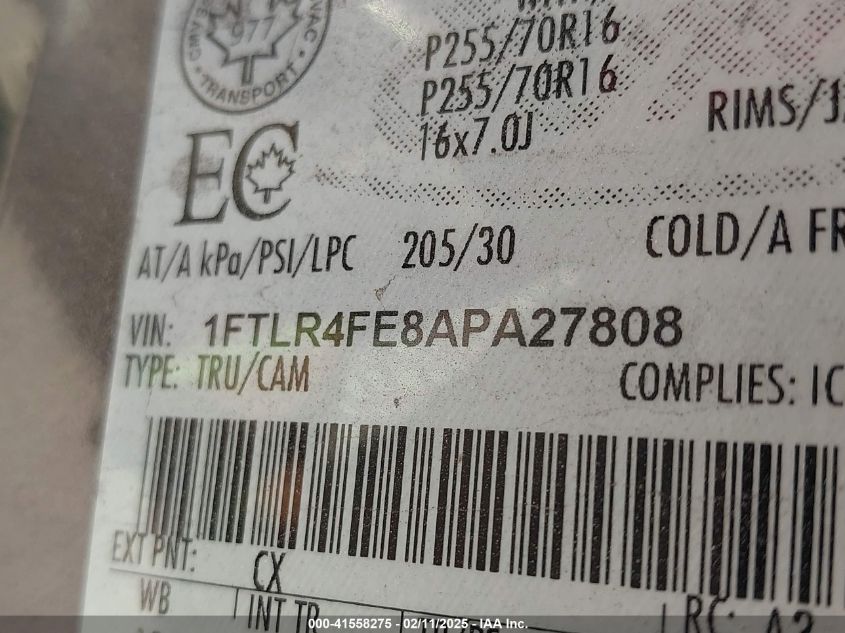 977
TRANSPORT
P255/70R16
P255/70R16
16x7.0J
RIMS/J
EC
AT/A kPa/PSI/LPC 205/30 COLD/A FR
VIN: 1FTLR4FE8APA27808
TYPE: TRU/CAM COMPLIES: IC
EXT PNT: CX
WB INT TR RC: A2
000-41558275 - 02/11/2025 - IAA Inc.